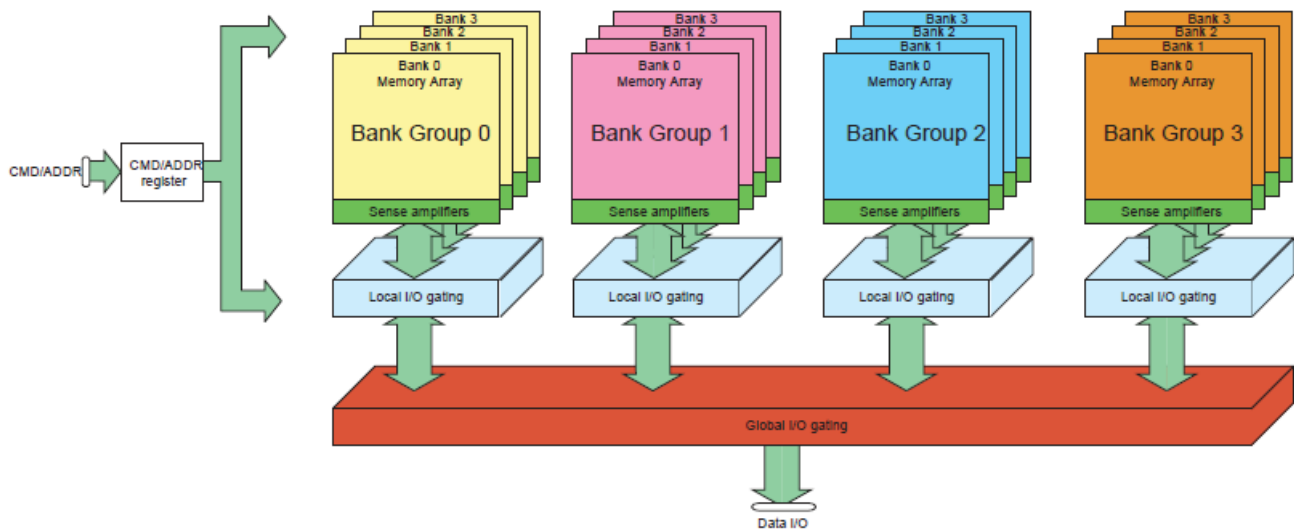 Bank 3
Bank 2
Bank 1
Bank 0
Memory Array
Bank Group 0
Sense amplifiers
Local I/O gating
Bank 3
Bank 2
Bank 1
Bank 0
Memory Array
Bank Group 1
Sense amplifiers
Local I/O gating
Bank 3
Bank 2
Bank 1
Bank 0
Memory Array
Bank Group 2
Sense amplifiers
Local I/O gating
Bank 3
Bank 2
Bank 1
Bank 0
Memory Array
Bank Group 3
Sense amplifiers
Local I/O gating
CMD/ADDR
CMD/ADDR
register
Global I/O gating
Data I/O